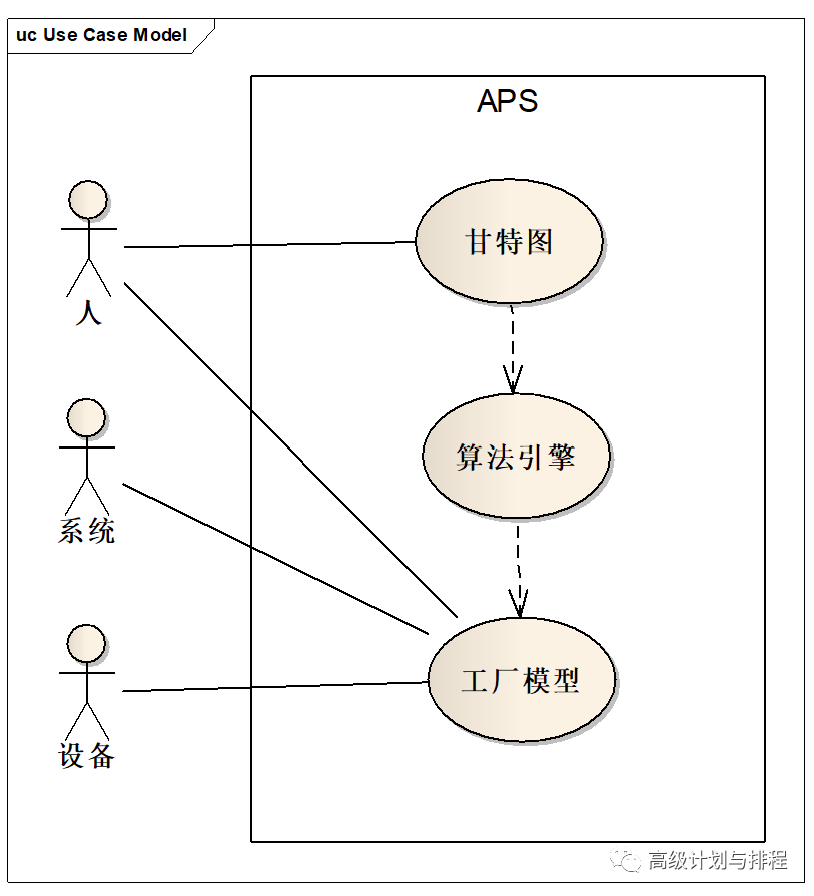 uc Use Case Model
APS
人
甘特图
系统
算法引擎
设备
工厂模型
高级计划与排程